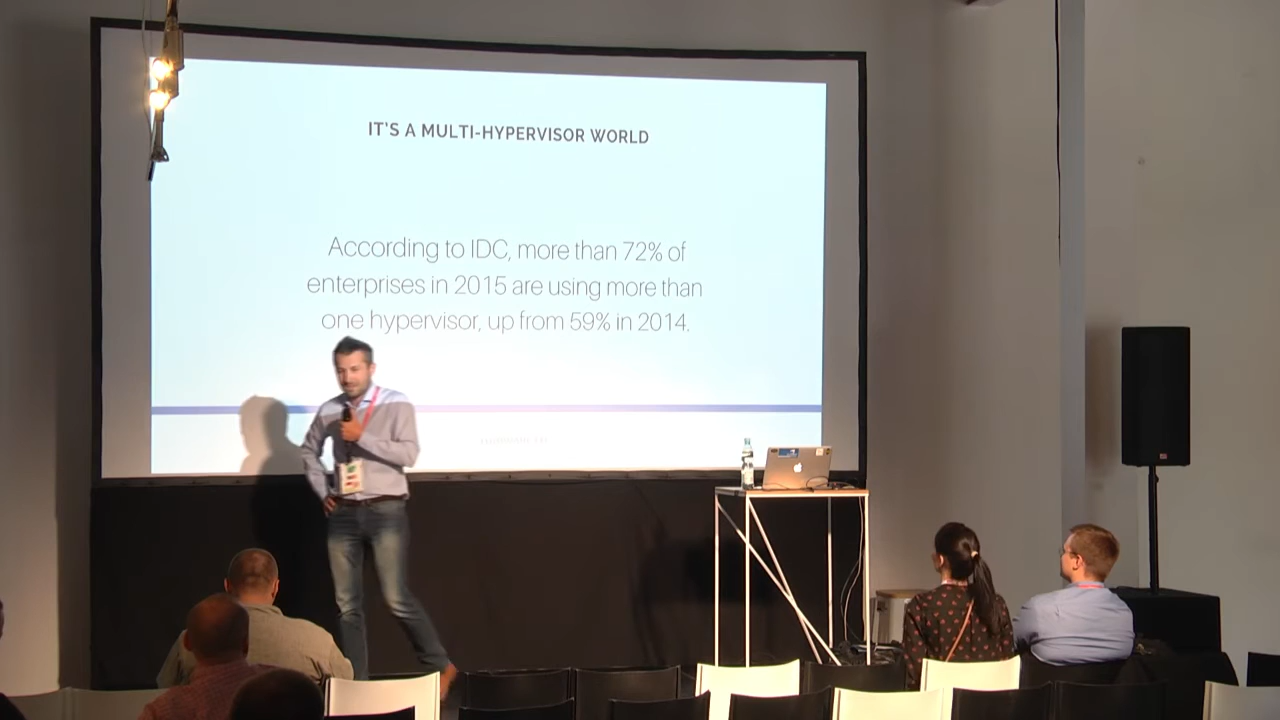 IT'S A MULTI-HYPERVISOR WORLD
According to IDC, more than 72% of
enterprises in 2015 are using more than
one hypervisor, up from 59% in 2014.